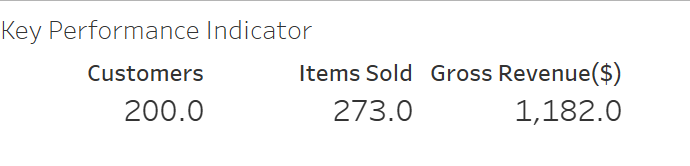 Key Performance Indicator
Customers Items Sold Gross Revenue($)
200.0 273.0 1,182.0